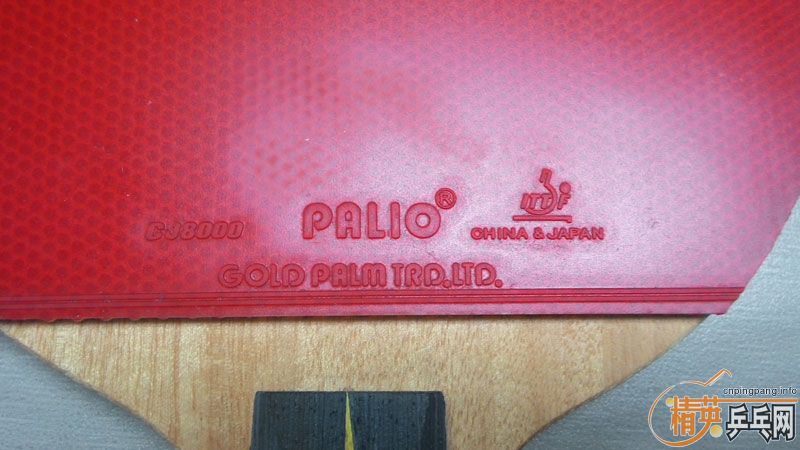 CJ8000
PALIO®
ITTF
CHINA & JAPAN
GOLD PALM TRD.LTD.
cnpingpang.info
精英乒乓网